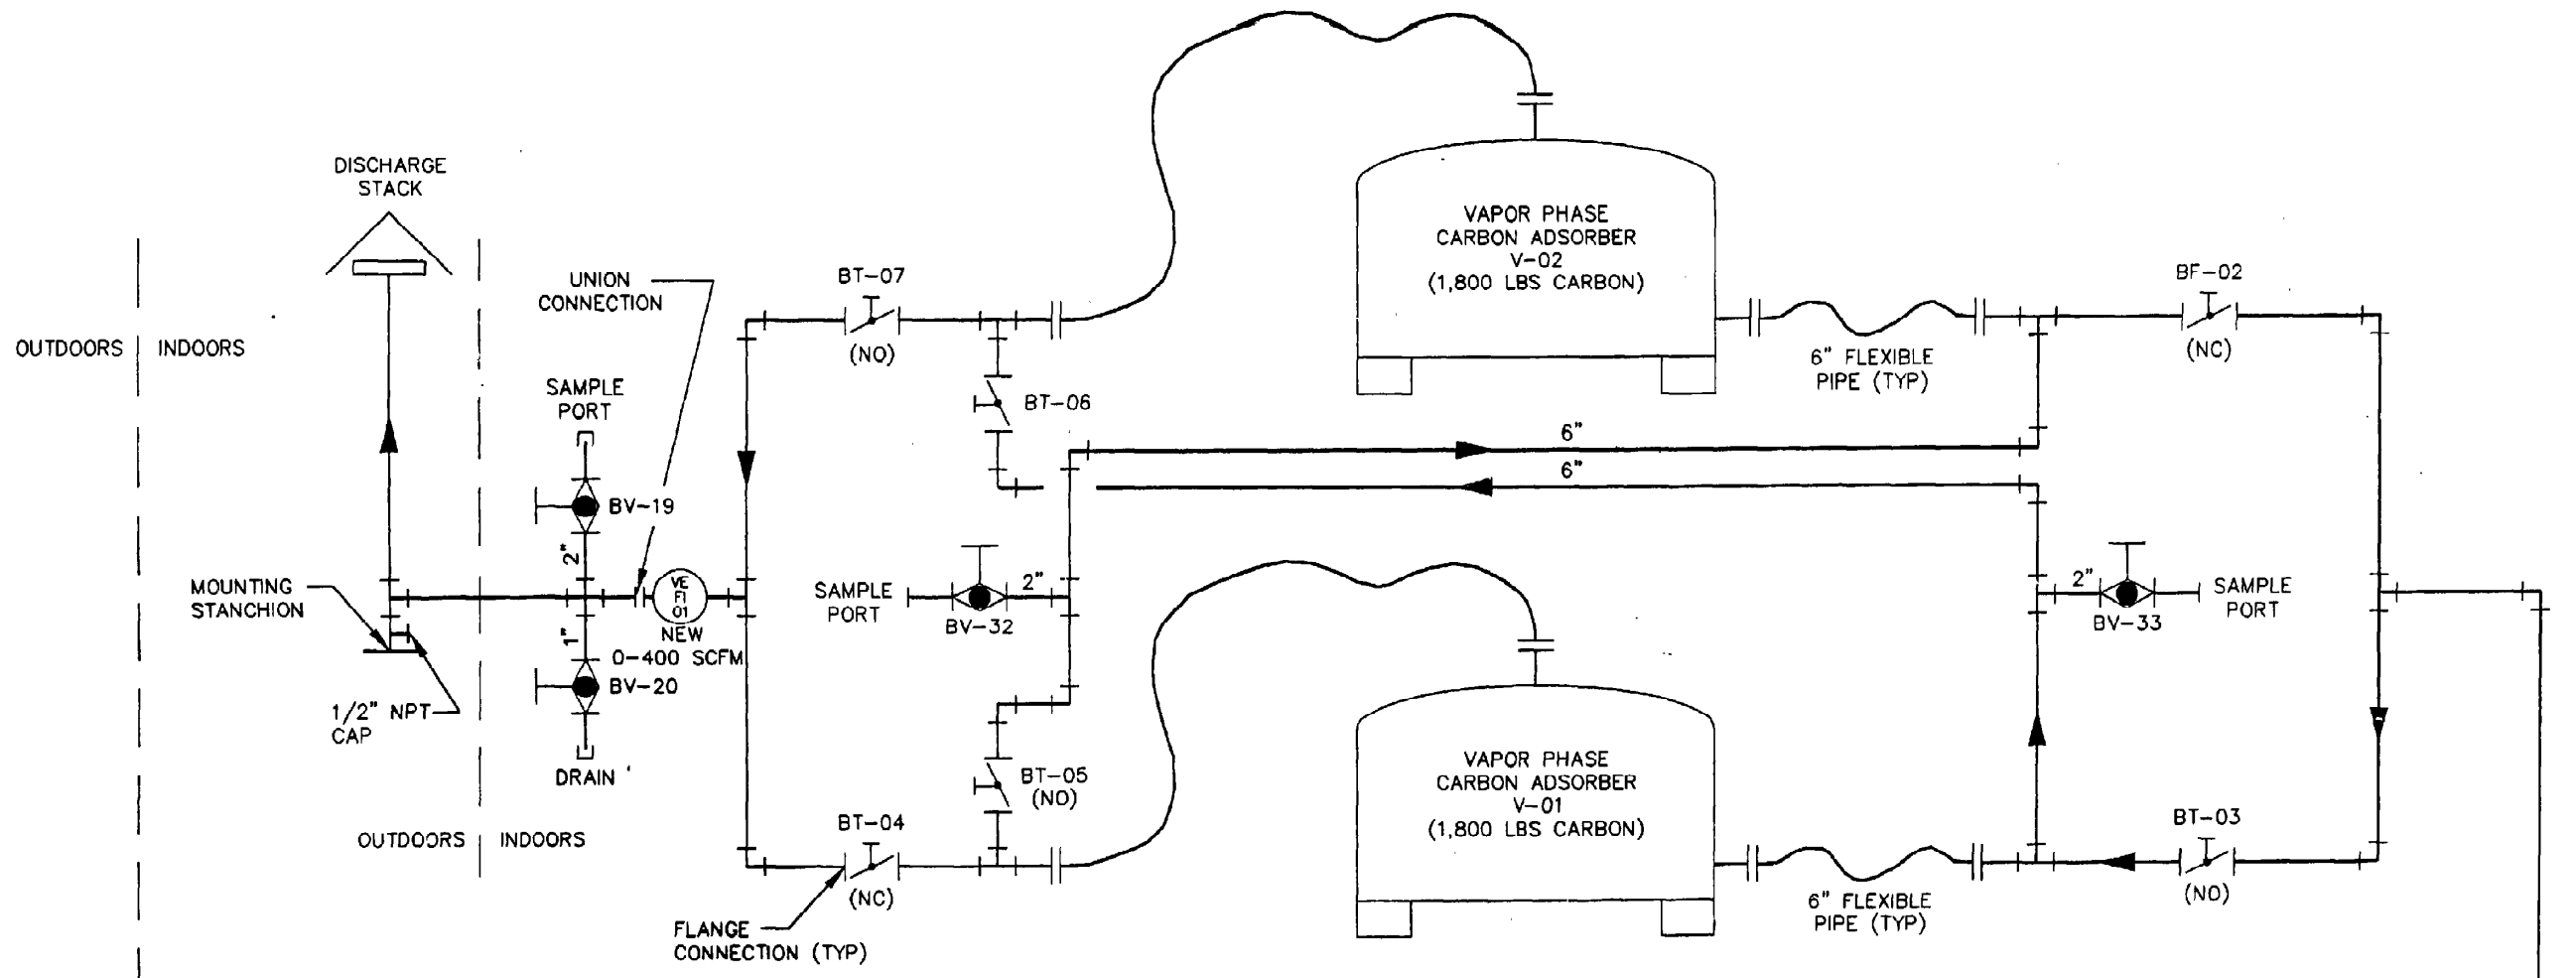 DISCHARGE
STACK
OUTDOORS
INDOORS
UNION
CONNECTION
BT-07
(NO)
VAPOR PHASE
CARBON ADSORBER
V-02
(1,800 LBS CARBON)
BF-02
(NC)
6" FLEXIBLE
PIPE (TYP)
SAMPLE
PORT
BT-06
6"
6"
BV-19
2"
MOUNTING
STANCHION
VE
FI
01
NEW
0-400 SCFM
1"
BV-20
SAMPLE
PORT
2"
BV-32
2"
BV-33
SAMPLE
PORT
1/2" NPT
CAP
DRAIN
BT-05
(NO)
VAPOR PHASE
CARBON ADSORBER
V-01
(1,800 LBS CARBON)
BT-03
(NO)
OUTDOORS
INDOORS
BT-04
(NC)
6" FLEXIBLE
PIPE (TYP)
FLANGE
CONNECTION (TYP)